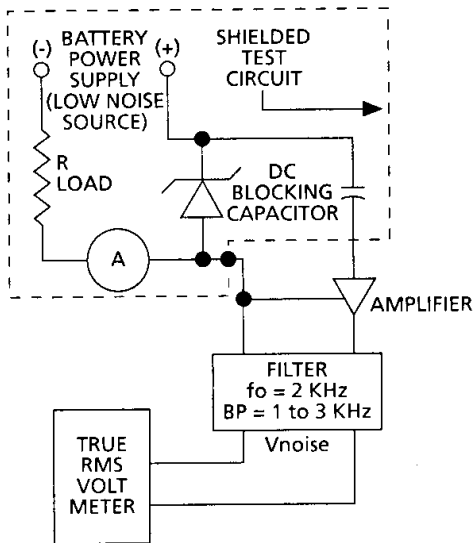 (-) BATTERY (+)
POWER
SUPPLY
(LOW NOISE
SOURCE)
SHIELDED
TEST
CIRCUIT
R
LOAD
DC
BLOCKING
CAPACITOR
A
AMPLIFIER
FILTER
fo = 2 KHz
BP = 1 to 3 KHz
Vnoise
TRUE
RMS
VOLT
METER